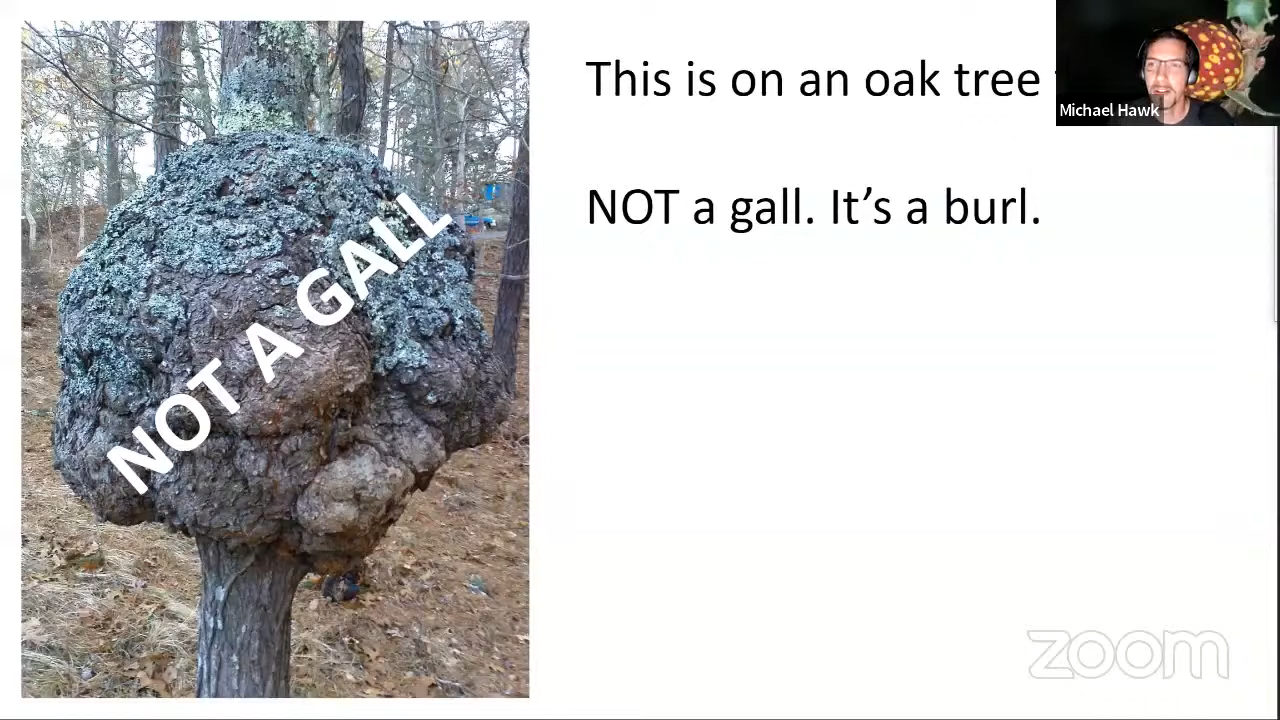 This is on an oak tree
Michael Hawk
NOT a gall. It’s a burl.
NOT A GALL
zoom